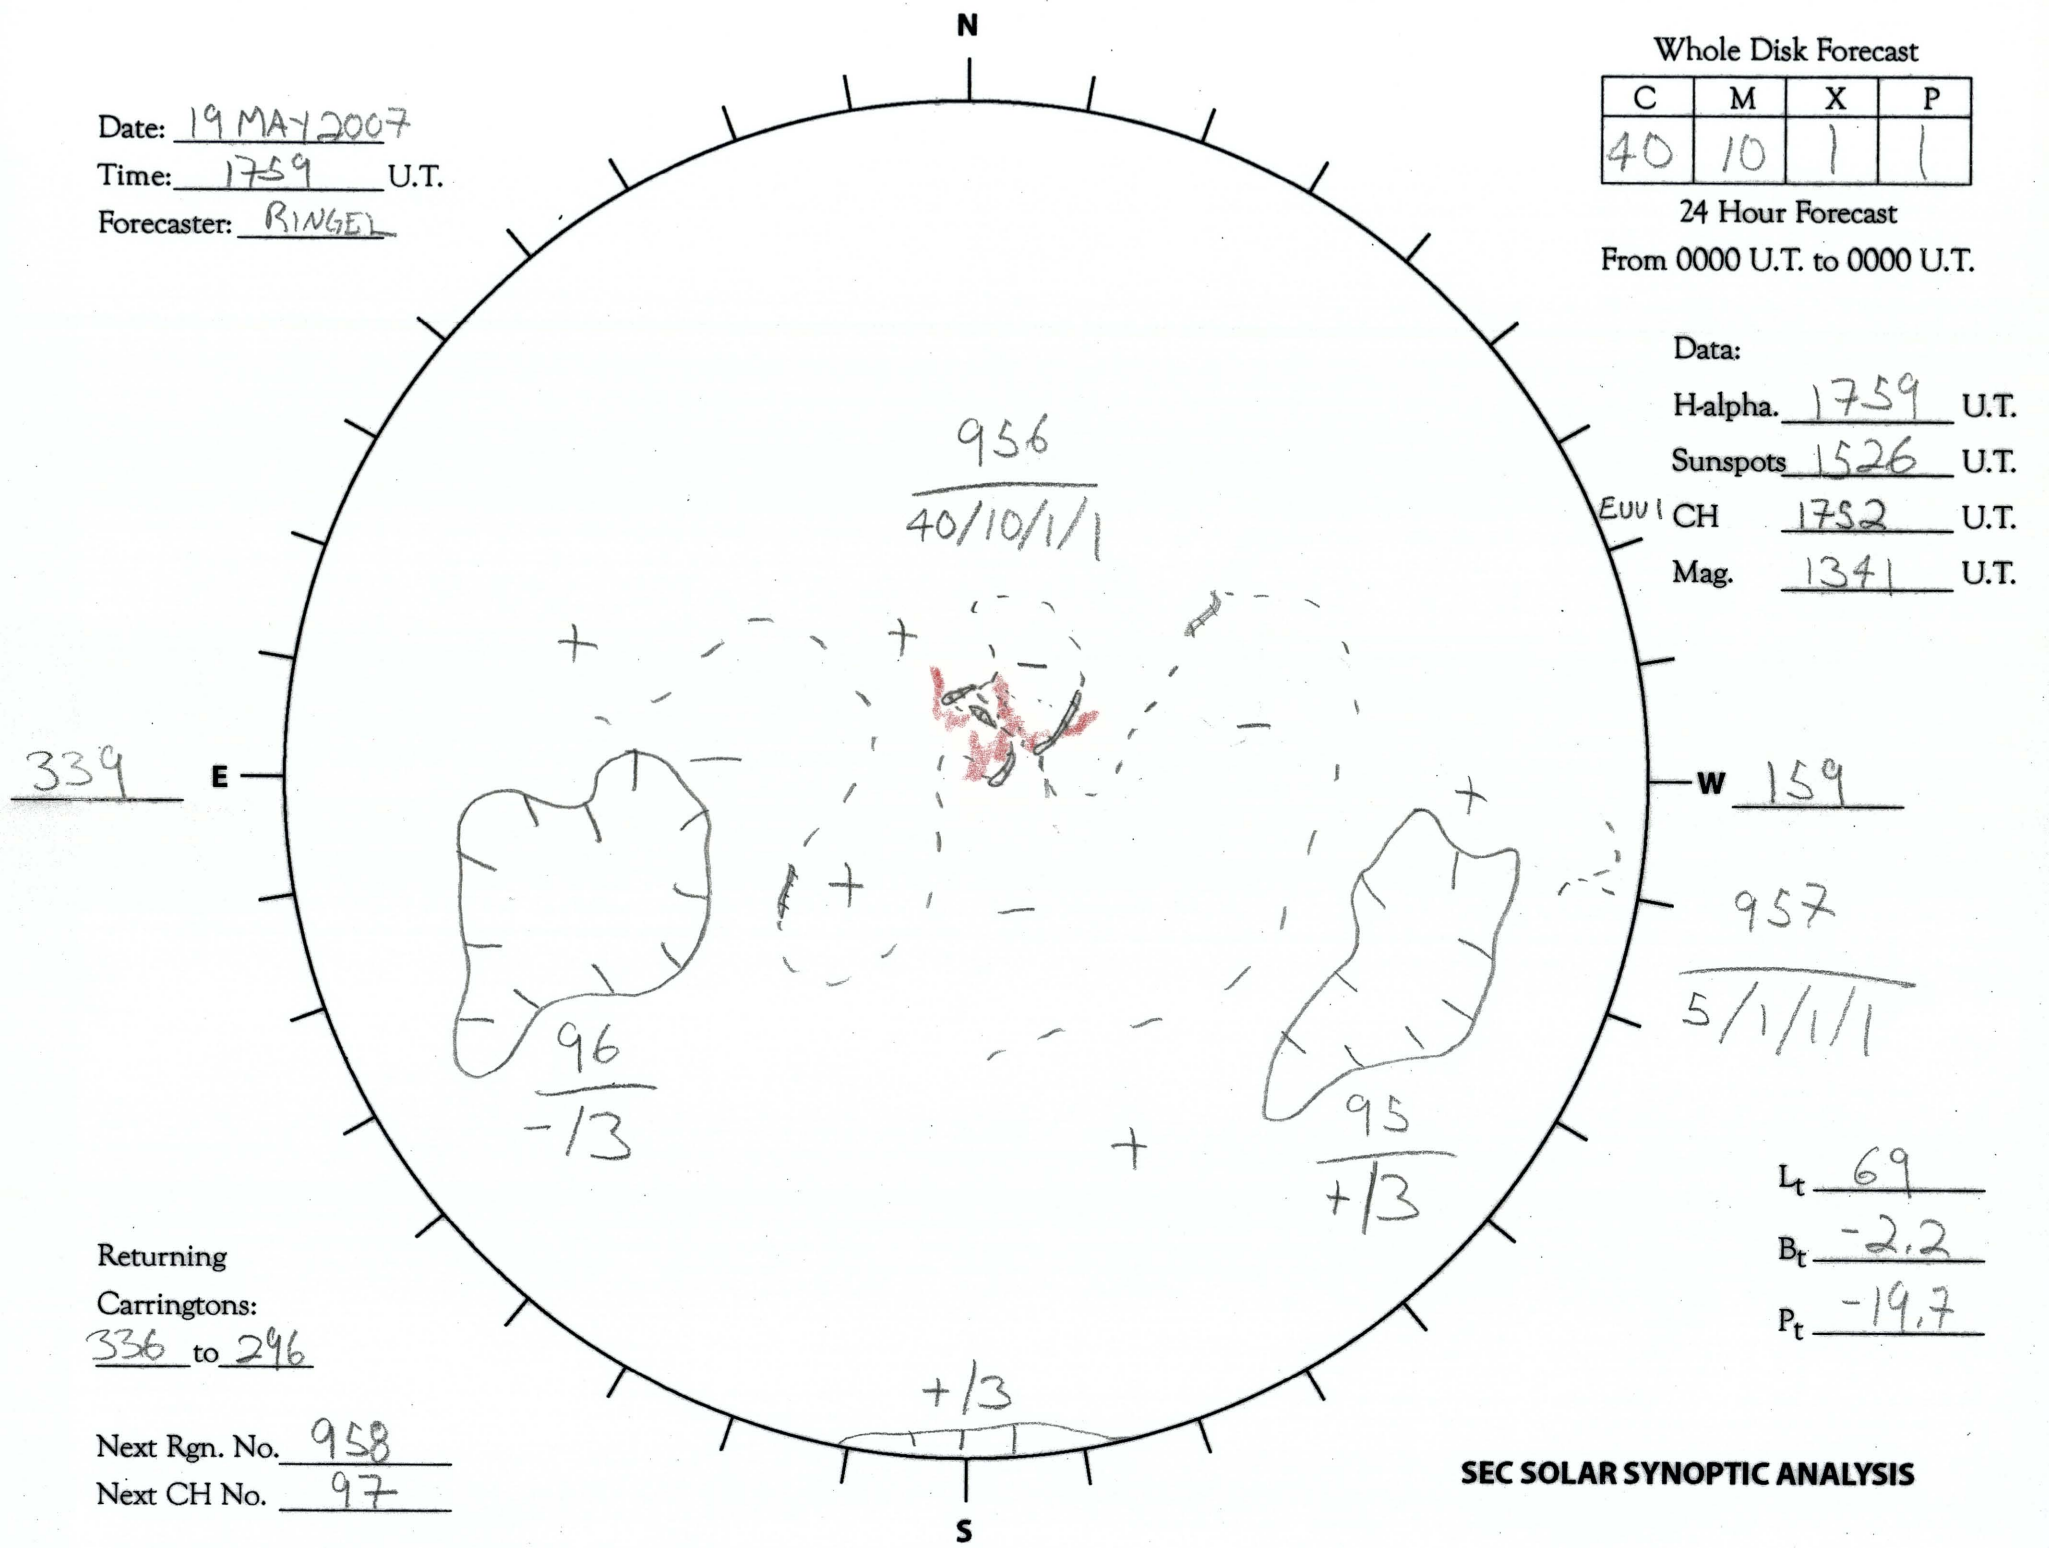 N
Date: 19 MAY 2007
Time: 1759 U.T.
Forecaster: RINGEL
Whole Disk Forecast
C M X P
40 10 1 1
24 Hour Forecast
From 0000 U.T. to 0000 U.T.
Data:
H-alpha. 1759 U.T.
Sunspots 1526 U.T.
EUVI CH 1752 U.T.
Mag. 1341 U.T.
956
40/10/1/1
+ + −
− −
339 E
W 159
+
+ −
957
5/1/1/1
96
-/3
95
+/3
+
Lt 69
Bt -2.2
Pt -19.7
Returning
Carringtons:
336 to 296
+/3
Next Rgn. No. 958
Next CH No. 97
S
SEC SOLAR SYNOPTIC ANALYSIS